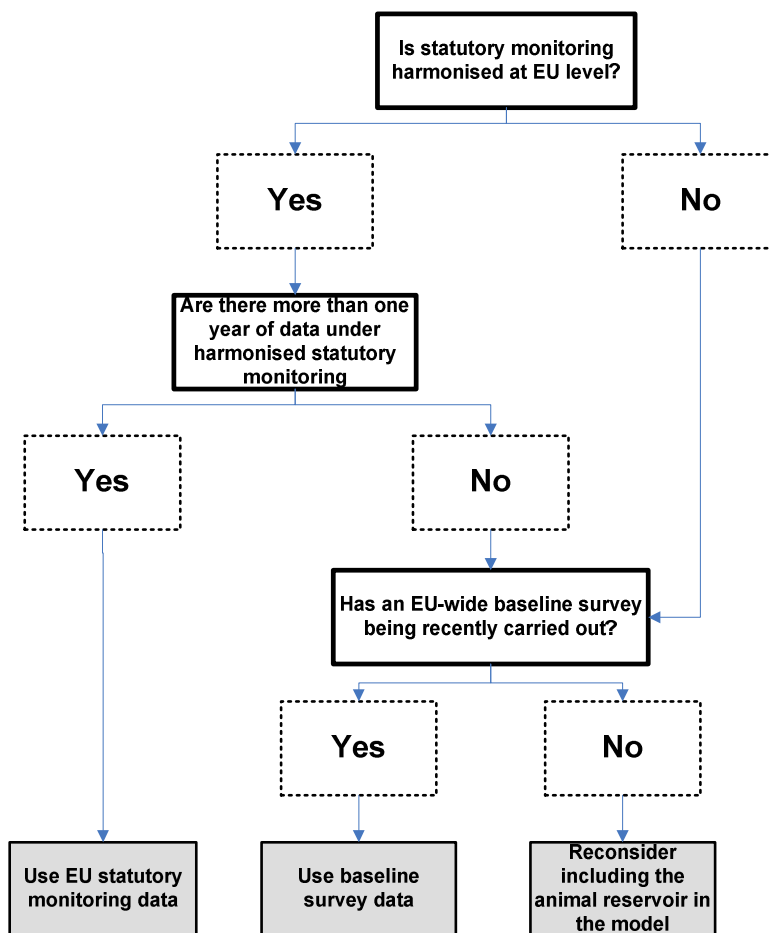 Is statutory monitoring
harmonised at EU level?
Yes
No
Are there more than one
year of data under
harmonised statutory
monitoring
Yes
No
Has an EU-wide baseline survey
being recently carried out?
Yes
No
Use EU statutory
monitoring data
Use baseline
survey data
Reconsider
including the
animal reservoir in
the model